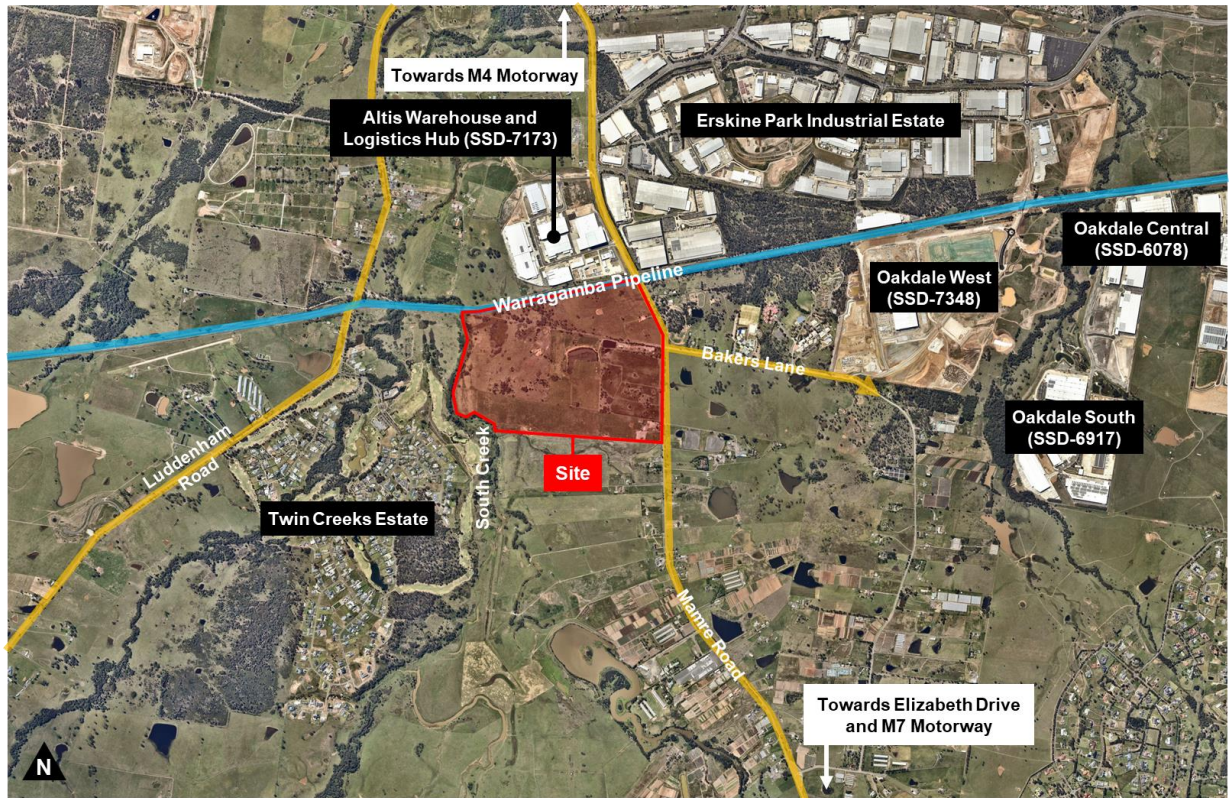 Towards M4 Motorway
Altis Warehouse and
Logistics Hub (SSD-7173)
Erskine Park Industrial Estate
Oakdale Central
(SSD-6078)
Oakdale West
(SSD-7348)
Warragamba Pipeline
Bakers Lane
Oakdale South
(SSD-6917)
Site
Luddenham
Road
South Creek
Twin Creeks Estate
Mamre Road
Towards Elizabeth Drive
and M7 Motorway
N